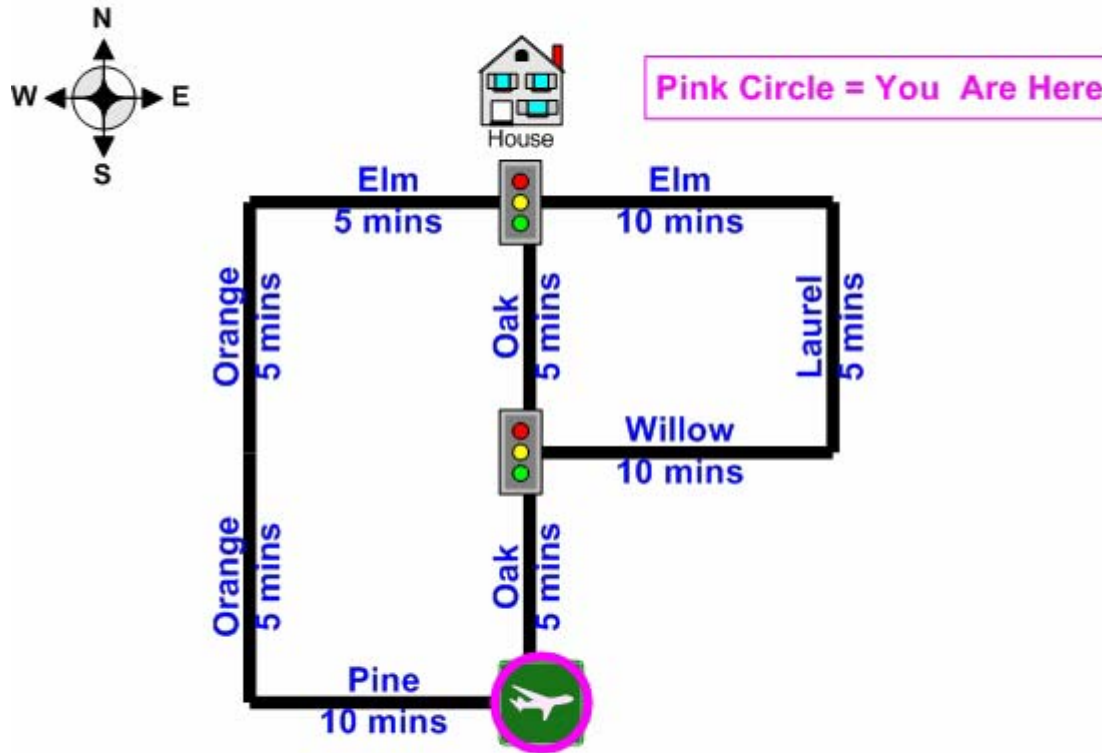 N
W E
S
House
Pink Circle = You Are Here
Elm
5 mins
Elm
10 mins
Orange
5 mins
Oak
5 mins
Laurel
5 mins
Willow
10 mins
Orange
5 mins
Oak
5 mins
Pine
10 mins